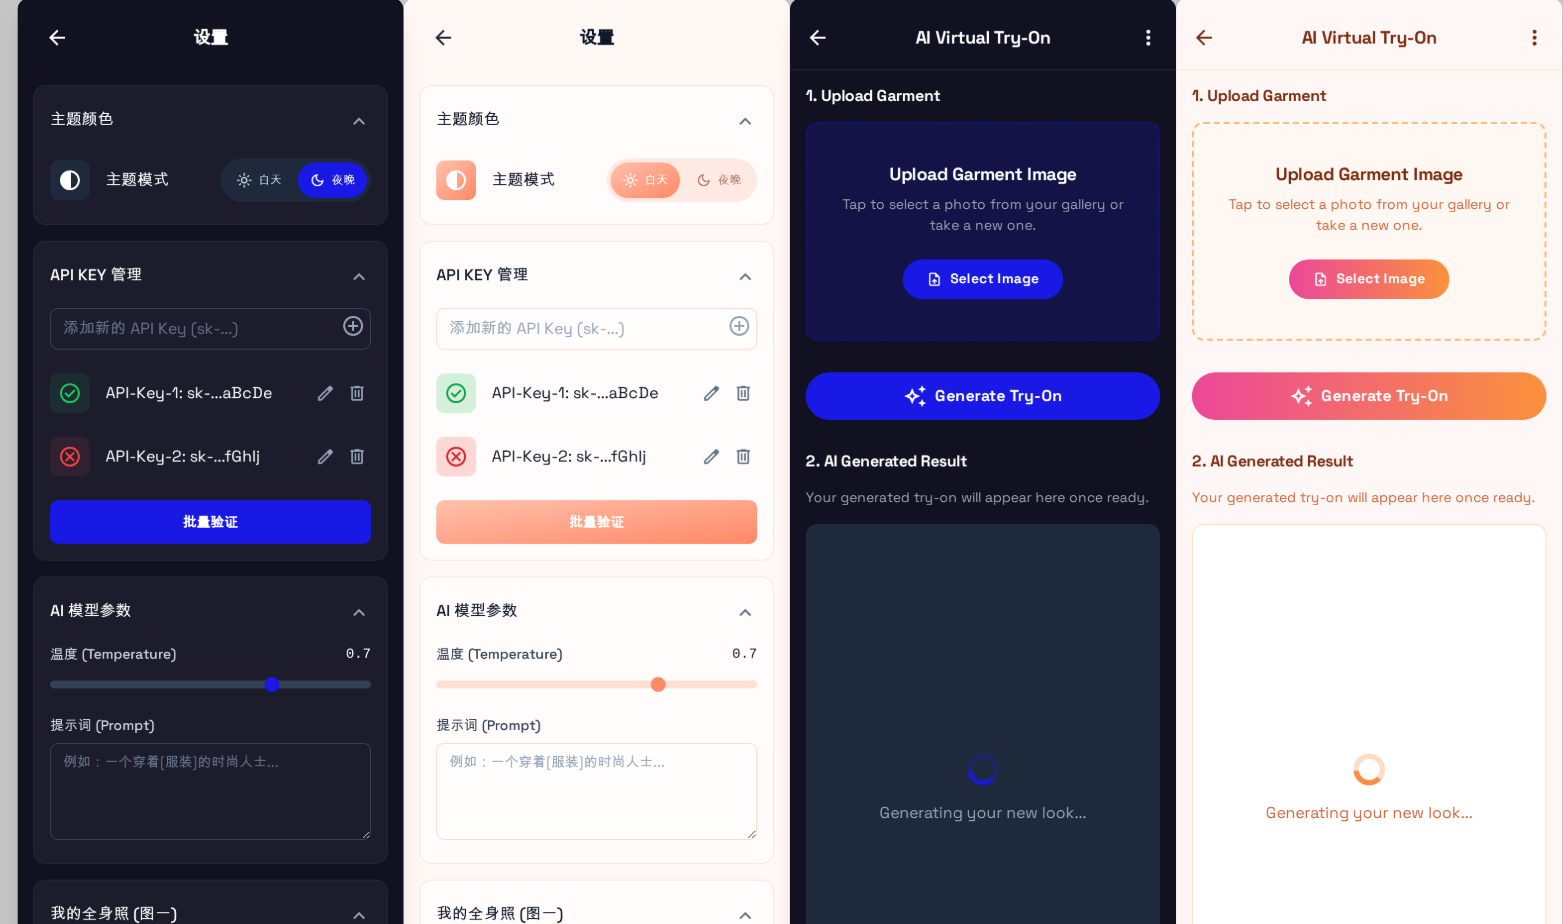 设置
主题颜色
主题模式
白天
夜晚
API KEY 管理
添加新的 API Key (sk-...)
API-Key-1: sk-...aBcDe
API-Key-2: sk-...fGhIj
批量验证
AI 模型参数
温度 (Temperature)
0.7
提示词 (Prompt)
例如：一个穿着[服装]的时尚人士...
我的全身照 (图一)
设置
主题颜色
主题模式
白天
夜晚
API KEY 管理
添加新的 API Key (sk-...)
API-Key-1: sk-...aBcDe
API-Key-2: sk-...fGhIj
批量验证
AI 模型参数
温度 (Temperature)
0.7
提示词 (Prompt)
例如：一个穿着[服装]的时尚人士...
我的全身照 (图一)
AI Virtual Try-On
1. Upload Garment
Upload Garment Image
Tap to select a photo from your gallery or
take a new one.
Select Image
Generate Try-On
2. AI Generated Result
Your generated try-on will appear here once ready.
Generating your new look...
AI Virtual Try-On
1. Upload Garment
Upload Garment Image
Tap to select a photo from your gallery or
take a new one.
Select Image
Generate Try-On
2. AI Generated Result
Your generated try-on will appear here once ready.
Generating your new look...